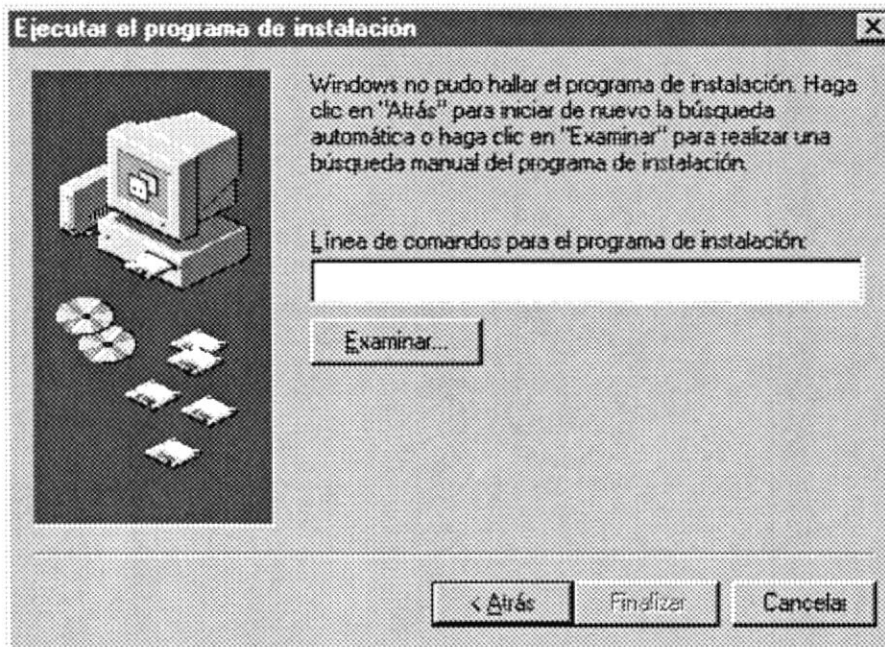 Ejecutar el programa de instalación
Windows no pudo hallar el programa de instalación. Haga
clic en "Atrás" para iniciar de nuevo la búsqueda
automática o haga clic en "Examinar" para realizar una
búsqueda manual del programa de instalación.
Línea de comandos para el programa de instalación:
Examinar...
< Atrás
Finalizar
Cancelar